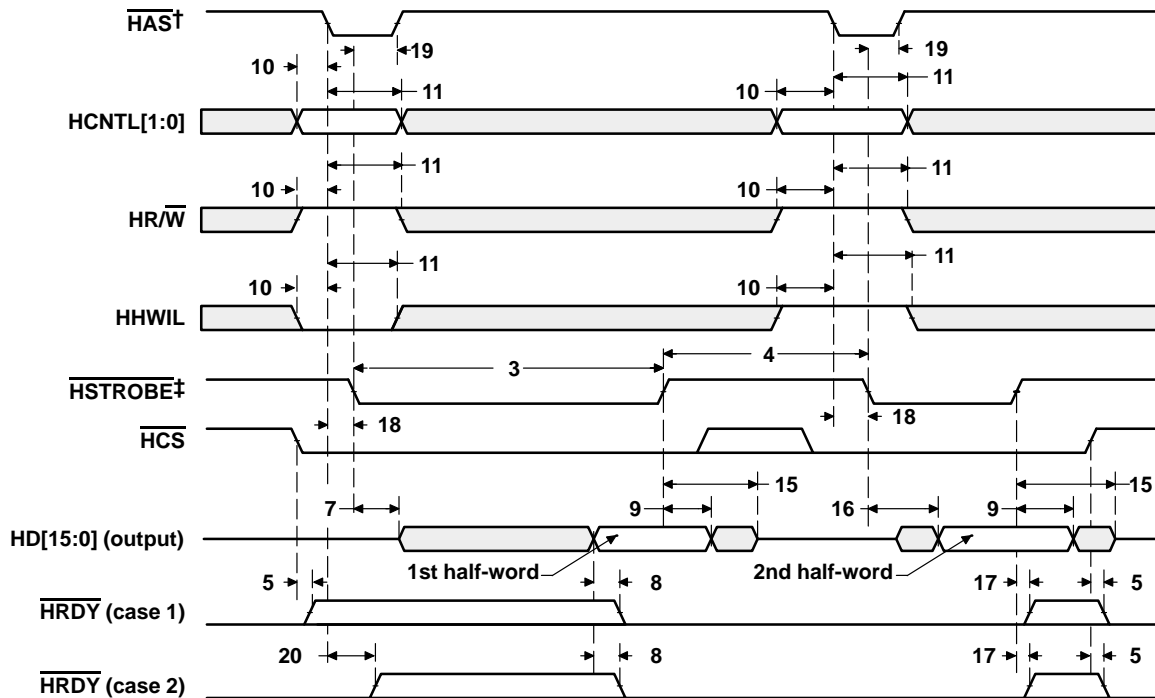 HAS†
19
19
10
11
10
11
HCNTL[1:0]
11
11
10
10
HR/W
11
11
10
10
HHWIL
4
3
HSTROBE‡
18
18
HCS
15
15
7
9
16
9
HD[15:0] (output)
1st half-word
2nd half-word
5
8
17
5
HRDY (case 1)
20
8
17
5
HRDY (case 2)